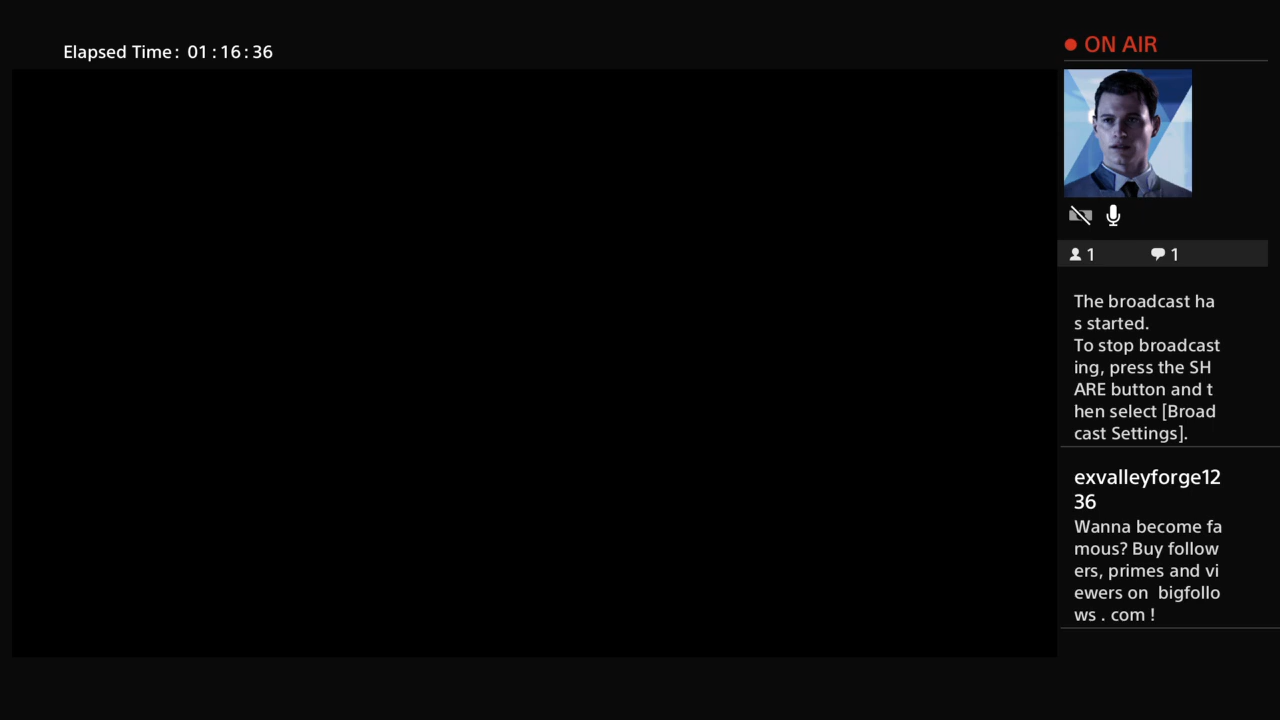 Elapsed Time: 01:16:36
ON AIR
1
1
The broadcast ha
s started.
To stop broadcast
ing, press the SH
ARE button and t
hen select [Broad
cast Settings].
exvalleyforge12
36
Wanna become fa
mous? Buy follow
ers, primes and vi
ewers on  bigfollo
ws . com !